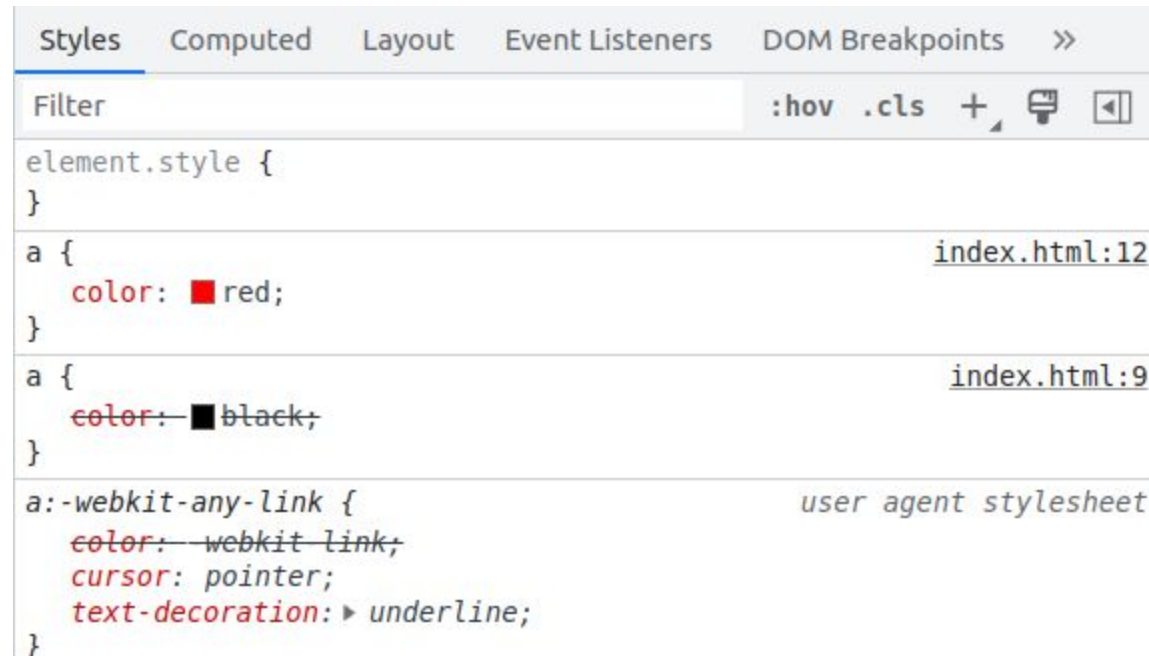 Styles Computed Layout Event Listeners DOM Breakpoints »
Filter :hov .cls +
element.style {
}
a { index.html:12
color: red;
}
a { index.html:9
color: black;
}
a:-webkit-any-link { user agent stylesheet
color: -webkit-link;
cursor: pointer;
text-decoration: underline;
}